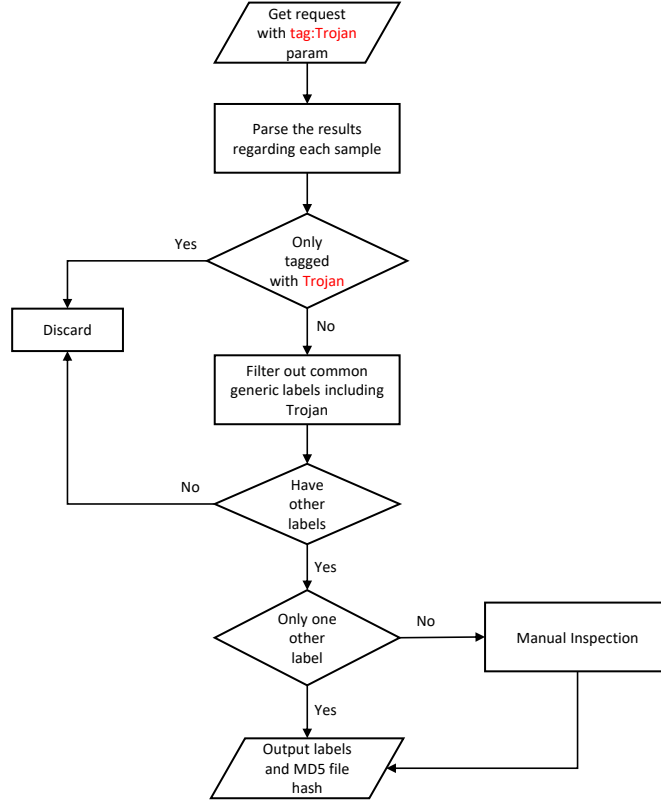 Get request
with tag:Trojan
param
Parse the results
regarding each sample
Yes
Only
tagged
with Trojan
Discard
No
Filter out common
generic labels including
Trojan
No
Have
other
labels
Yes
Only one
other
label
No
Manual Inspection
Yes
Output labels
and MD5 file
hash